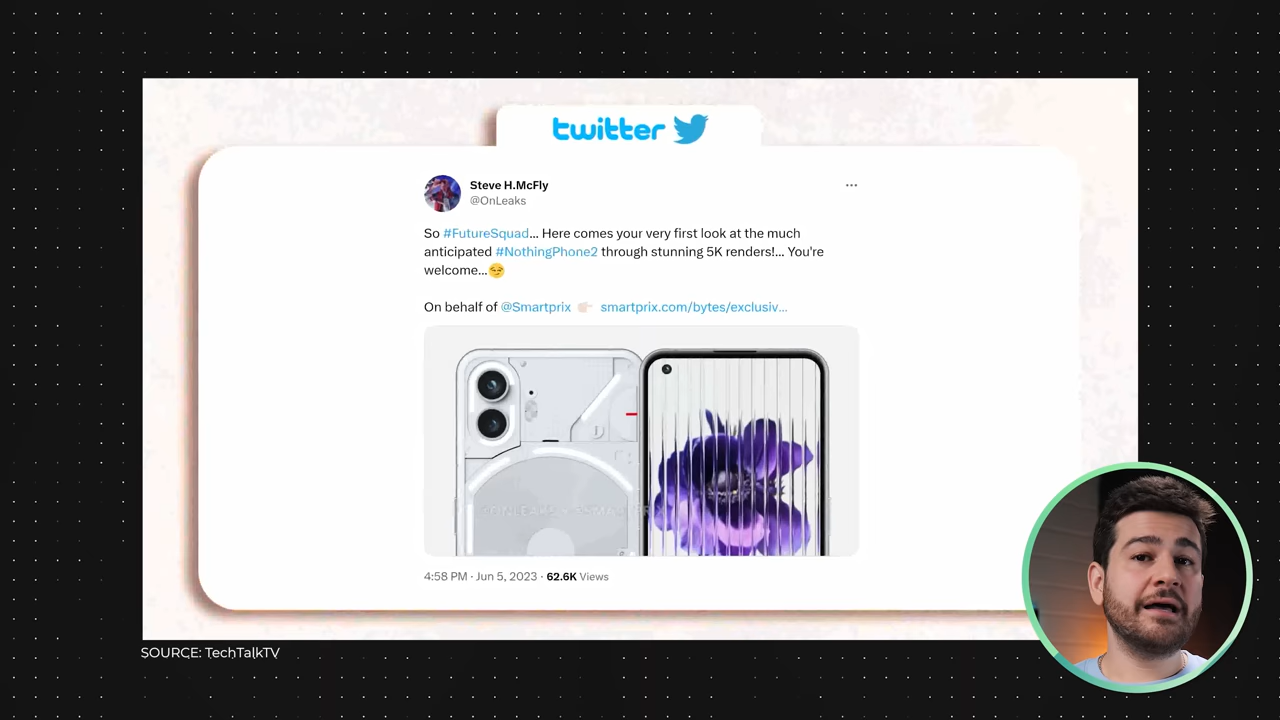 twitter
Steve H.McFly
@OnLeaks
So #FutureSquad... Here comes your very first look at the much
anticipated #NothingPhone2 through stunning 5K renders!... You're
welcome...😏
On behalf of @Smartprix 👉🏻 smartprix.com/bytes/exclusiv...
4:58 PM · Jun 5, 2023 · 62.6K Views
SOURCE: TechTalkTV